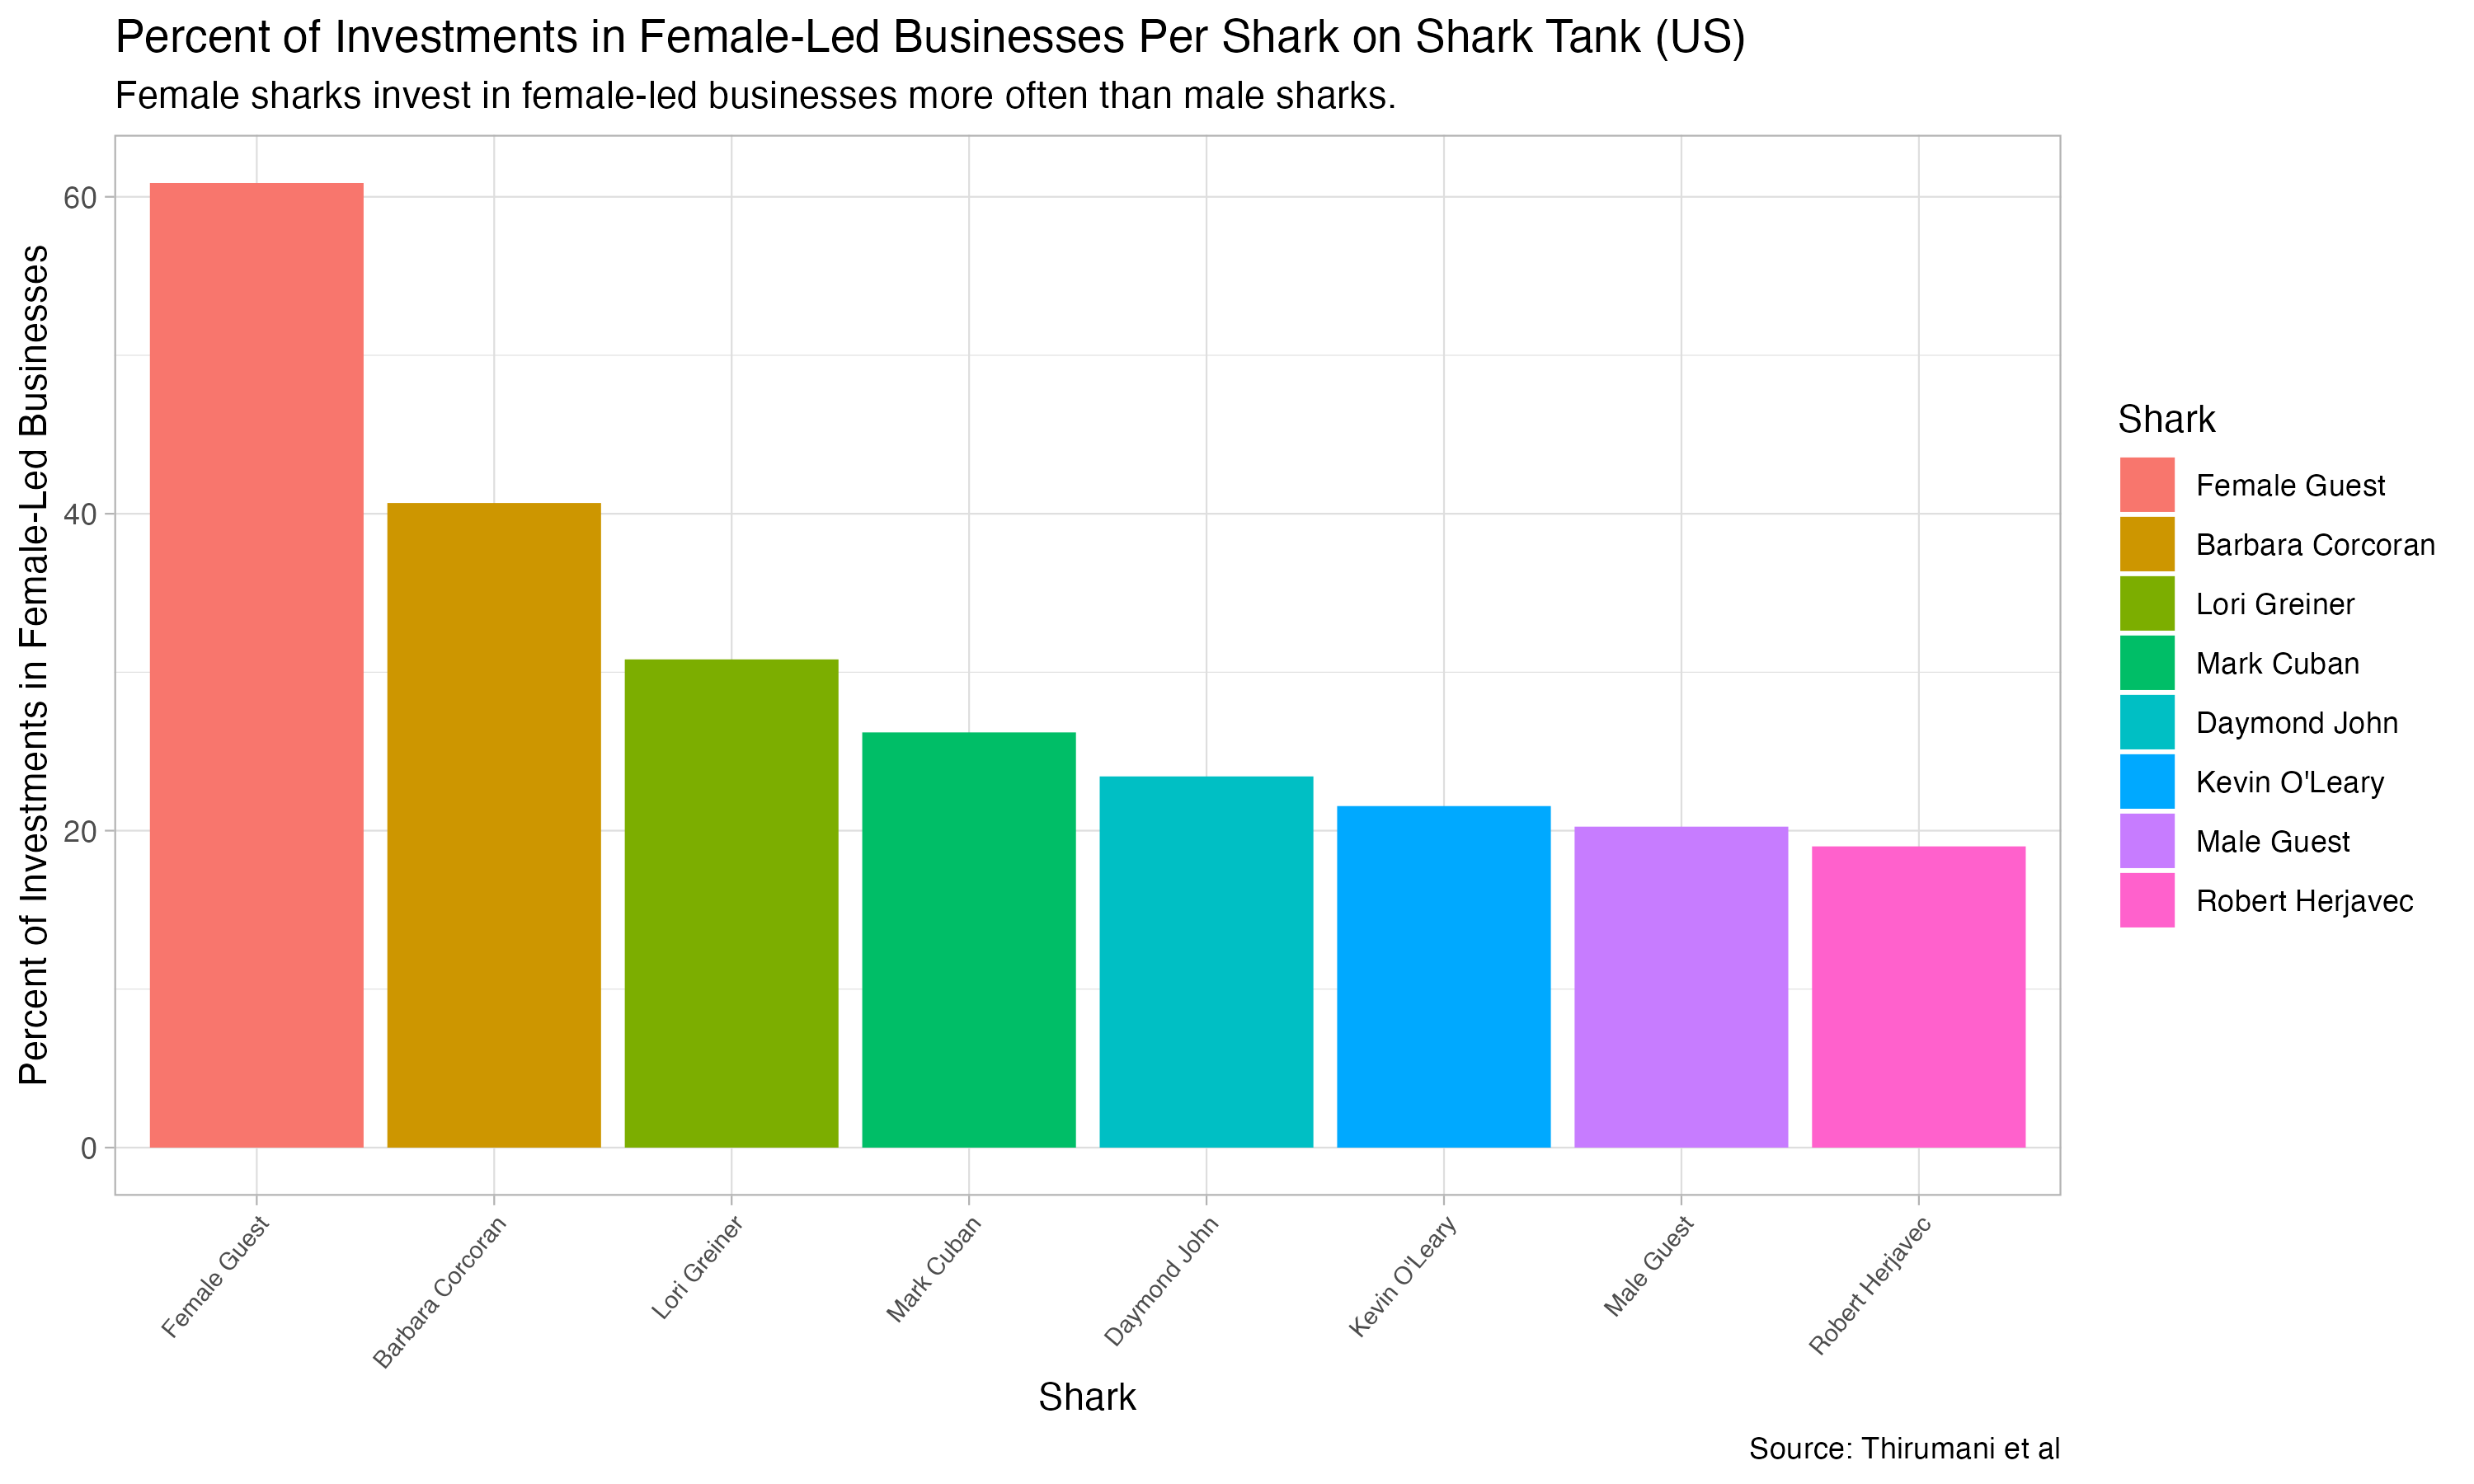 Percent of Investments in Female-Led Businesses Per Shark on Shark Tank (US)
Female sharks invest in female-led businesses more often than male sharks.
Percent of Investments in Female-Led Businesses
60
40
20
0
Female Guest
Barbara Corcoran
Lori Greiner
Mark Cuban
Daymond John
Kevin O'Leary
Male Guest
Robert Herjavec
Shark
Shark
Female Guest
Barbara Corcoran
Lori Greiner
Mark Cuban
Daymond John
Kevin O'Leary
Male Guest
Robert Herjavec
Source: Thirumani et al